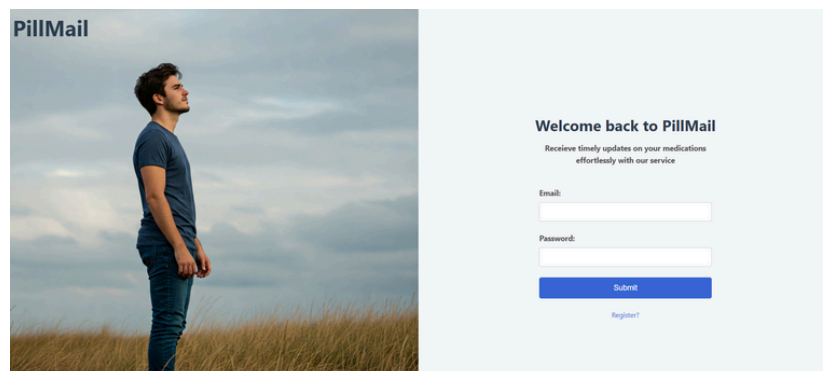 PillMail
Welcome back to PillMail
Receieve timely updates on your medications
effortlessly with our service
Email:
Password:
Submit
Register?